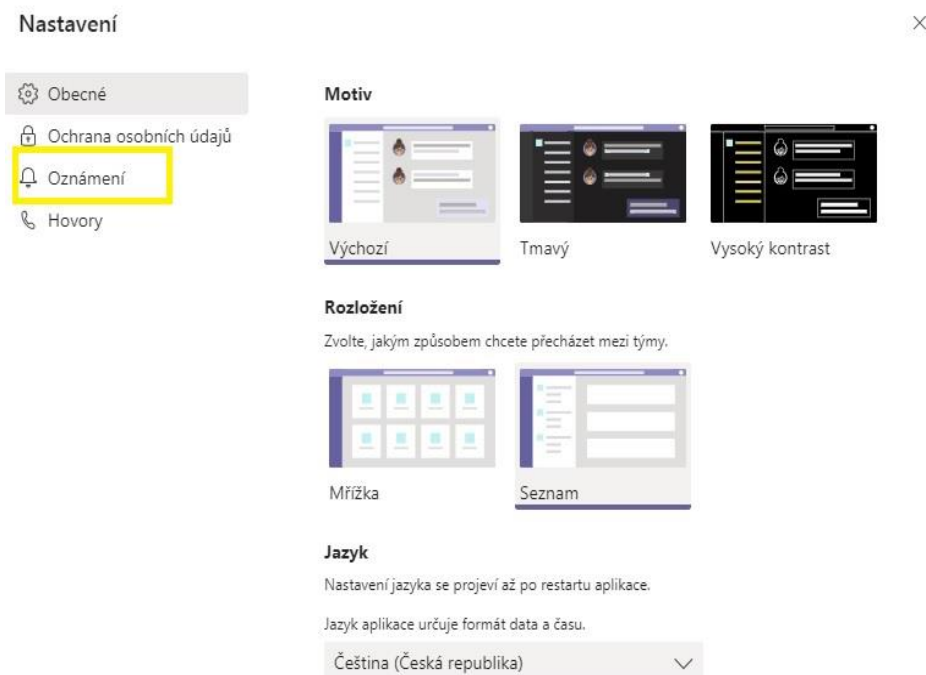 Nastavení
Obecné
Ochrana osobních údajů
Oznámení
Hovory
Motiv
Výchozí
Tmavý
Vysoký kontrast
Rozložení
Zvolte, jakým způsobem chcete přecházet mezi týmy.
Mřížka
Seznam
Jazyk
Nastavení jazyka se projeví až po restartu aplikace.
Jazyk aplikace určuje formát data a času.
Čeština (Česká republika)